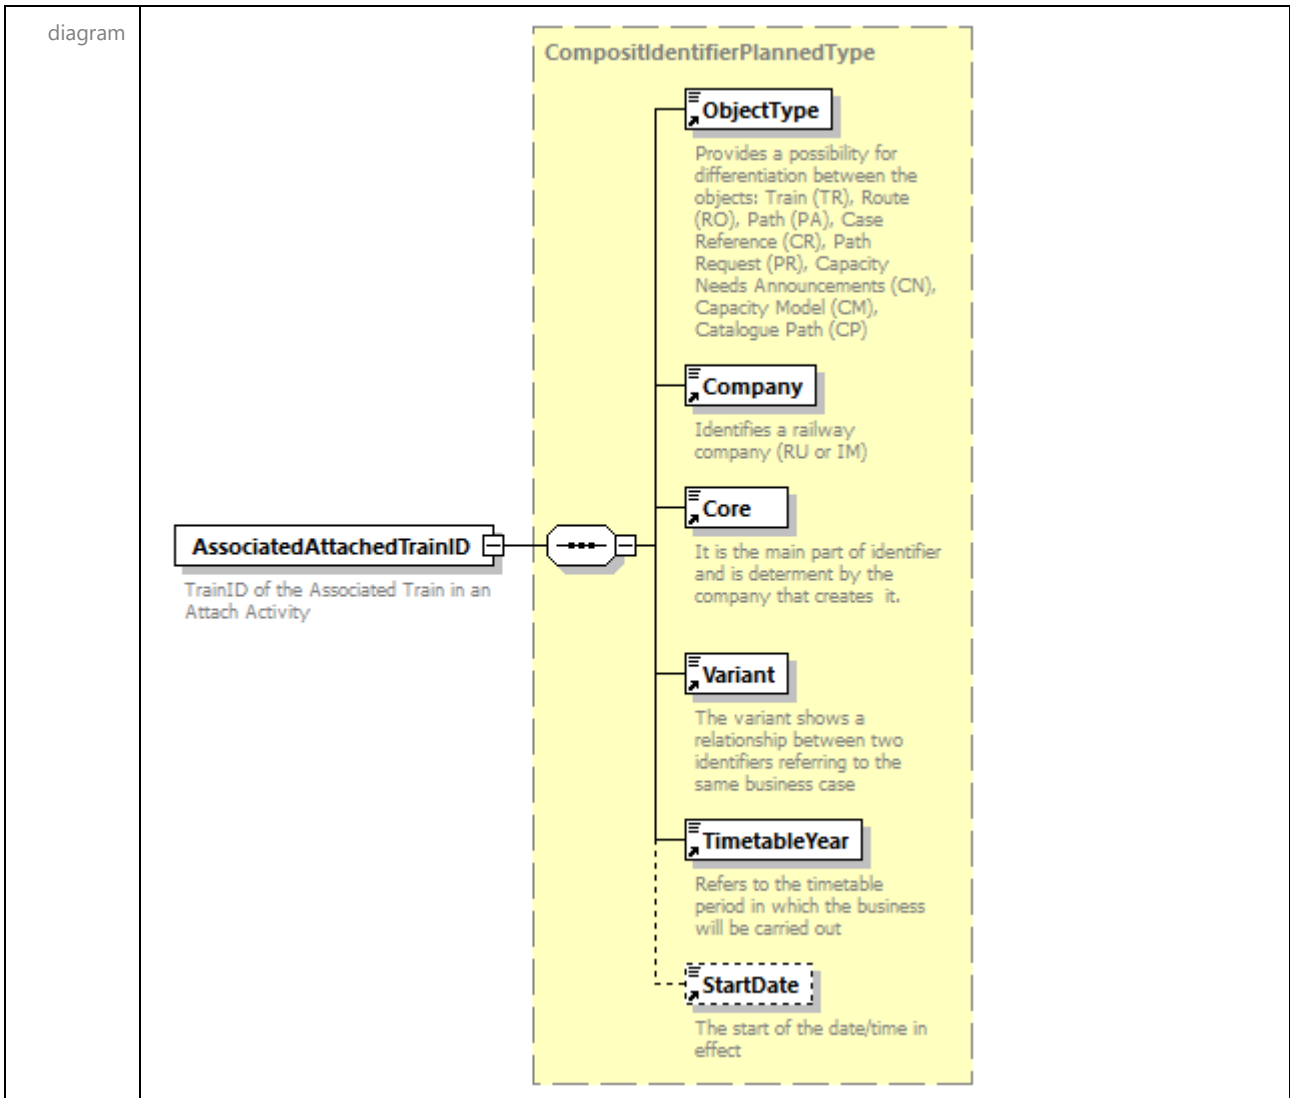 diagram
CompositIdentifierPlannedType
ObjectType
Provides a possibility for
differentiation between the
objects: Train (TR), Route
(RO), Path (PA), Case
Reference (CR), Path
Request (PR), Capacity
Needs Announcements (CN),
Capacity Model (CM),
Catalogue Path (CP)
Company
Identifies a railway
company (RU or IM)
Core
It is the main part of identifier
and is determent by the
company that creates  it.
AssociatedAttachedTrainID
TrainID of the Associated Train in an
Attach Activity
Variant
The variant shows a
relationship between two
identifiers referring to the
same business case
TimetableYear
Refers to the timetable
period in which the business
will be carried out
StartDate
The start of the date/time in
effect